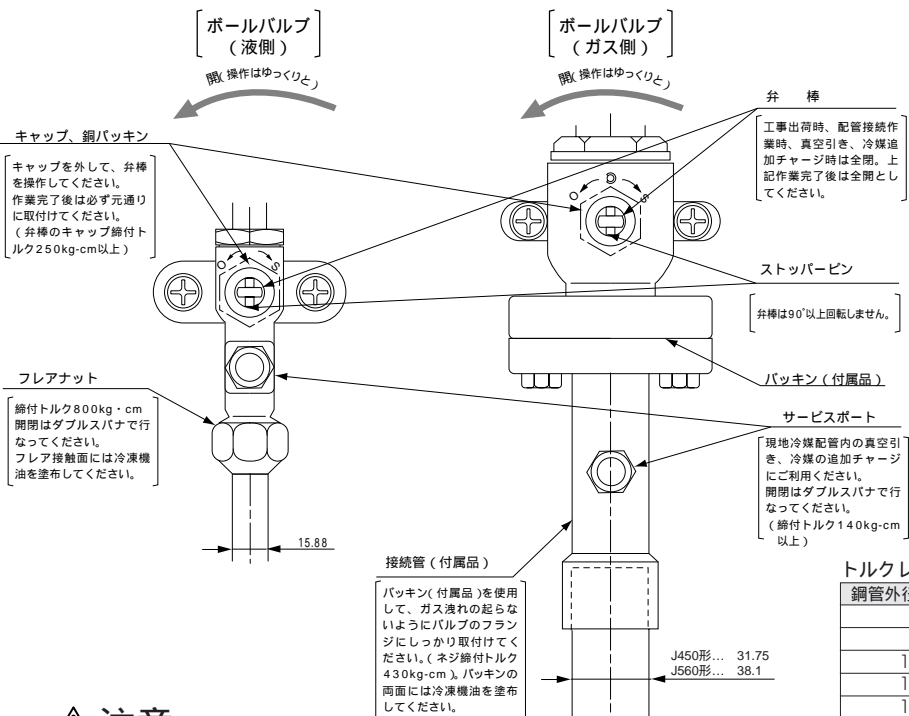 ボールバルブ
（液側）
開（操作はゆっくりと）
ボールバルブ
（ガス側）
開（操作はゆっくりと）
キャップ、銅パッキン
キャップを外して、弁棒
を操作してください。
作業完了後は必ず元通り
に取付けてください。
（弁棒のキャップ締付ト
ルク250kg-cm以上）
弁　棒
工事出荷時、配管接続作
業時、真空引き、冷媒追
加チャージ時は全閉。上
記作業完了後は全開とし
てください。
O S
O C S
ストッパーピン
弁棒は90°以上回転しません。
パッキン（付属品）
フレアナット
締付トルク800kg・cm
開閉はダブルスパナで行
なってください。
フレア接触面には冷凍機
油を塗布してください。
15.88
サービスポート
現地冷媒配管内の真空引
き、冷媒の追加チャージ
にご利用ください。
開閉はダブルスパナで行
なってください。
（締付トルク140kg-cm
以上）
接続管（付属品）
パッキン（付属品）を使用
して、ガス洩れの起らな
いようにバルブのフラン
ジにしっかり取付けてく
ださい。（ネジ締付トルク
430kg-cm）。パッキンの
両面には冷凍機油を塗布
してください。
J450形… 31.75
J560形… 38.1
トルクレ
鋼管外径
1
1
1
注意